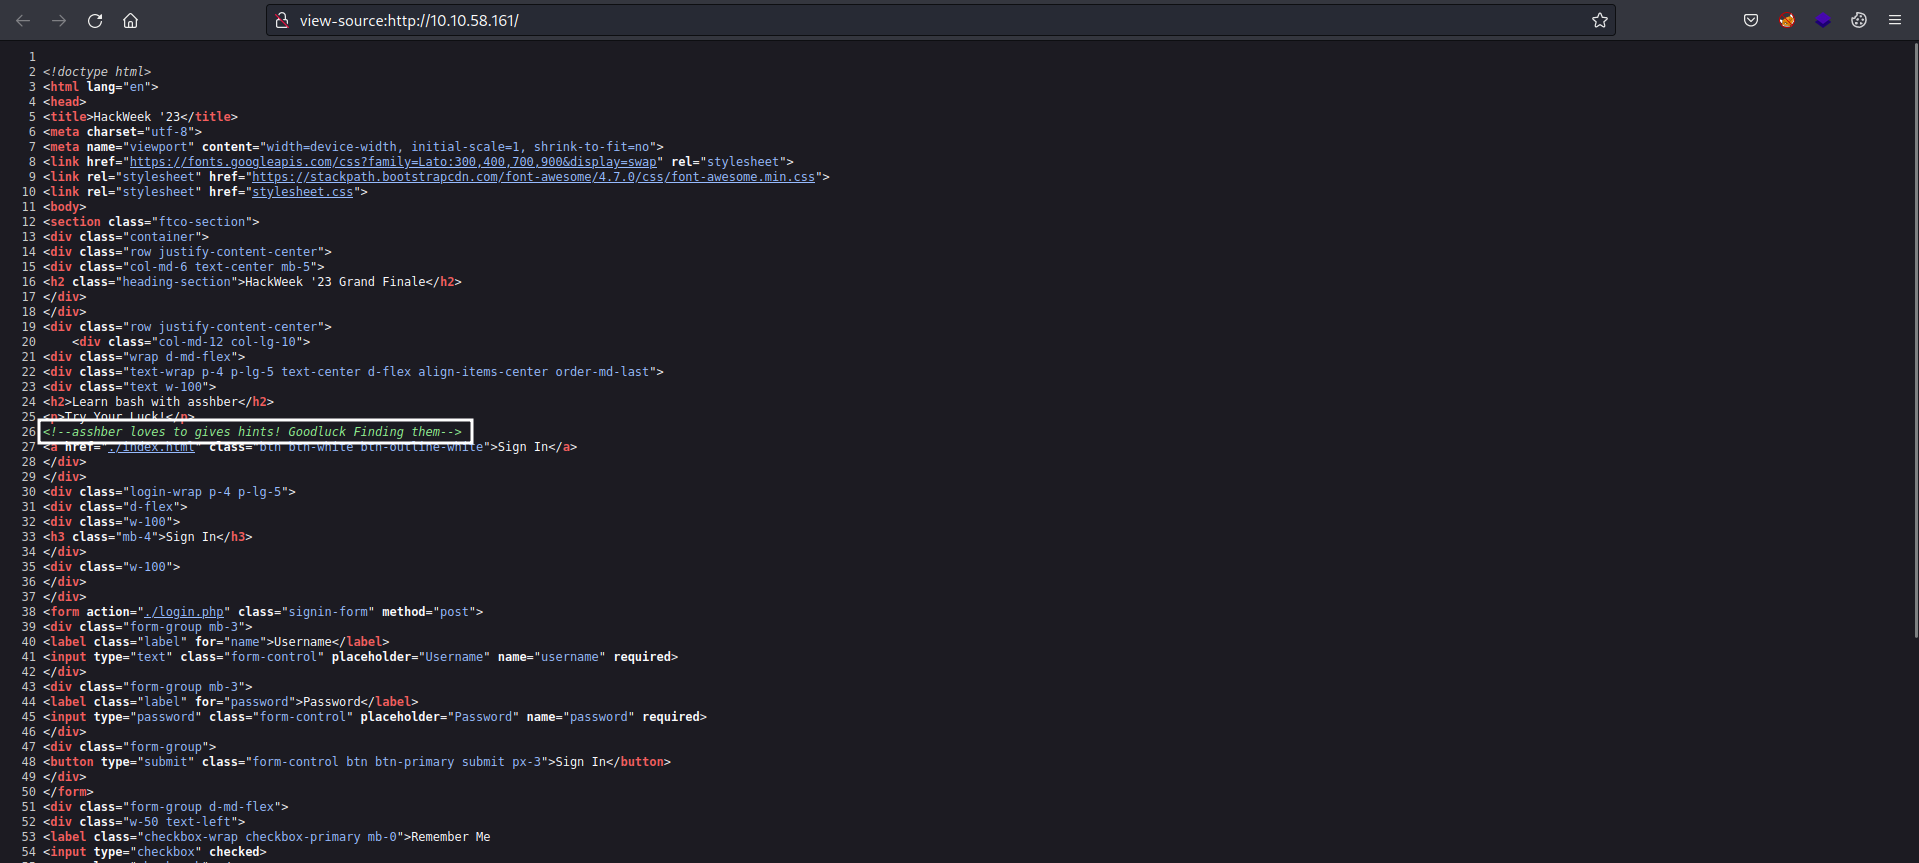 view-source:http://10.10.58.161/
1
2 <!doctype html>
3 <html lang="en">
4 <head>
5 <title>HackWeek '23</title>
6 <meta charset="utf-8">
7 <meta name="viewport" content="width=device-width, initial-scale=1, shrink-to-fit=no">
8 <link href="https://fonts.googleapis.com/css?family=Lato:300,400,700,900&display=swap" rel="stylesheet">
9 <link rel="stylesheet" href="https://stackpath.bootstrapcdn.com/font-awesome/4.7.0/css/font-awesome.min.css">
10 <link rel="stylesheet" href="stylesheet.css">
11 <body>
12 <section class="ftco-section">
13 <div class="container">
14 <div class="row justify-content-center">
15 <div class="col-md-6 text-center mb-5">
16 <h2 class="heading-section">HackWeek '23 Grand Finale</h2>
17 </div>
18 </div>
19 <div class="row justify-content-center">
20     <div class="col-md-12 col-lg-10">
21 <div class="wrap d-md-flex">
22 <div class="text-wrap p-4 p-lg-5 text-center d-flex align-items-center order-md-last">
23 <div class="text w-100">
24 <h2>Learn bash with asshber</h2>
25 <p>Try Your Luck!</p>
26 <!--asshber loves to gives hints! Goodluck Finding them-->
27 <a href="./index.html" class="btn btn-white btn-outline-white">Sign In</a>
28 </div>
29 </div>
30 <div class="login-wrap p-4 p-lg-5">
31 <div class="d-flex">
32 <div class="w-100">
33 <h3 class="mb-4">Sign In</h3>
34 </div>
35 <div class="w-100">
36 </div>
37 </div>
38 <form action="./login.php" class="signin-form" method="post">
39 <div class="form-group mb-3">
40 <label class="label" for="name">Username</label>
41 <input type="text" class="form-control" placeholder="Username" name="username" required>
42 </div>
43 <div class="form-group mb-3">
44 <label class="label" for="password">Password</label>
45 <input type="password" class="form-control" placeholder="Password" name="password" required>
46 </div>
47 <div class="form-group">
48 <button type="submit" class="form-control btn btn-primary submit px-3">Sign In</button>
49 </div>
50 </form>
51 <div class="form-group d-md-flex">
52 <div class="w-50 text-left">
53 <label class="checkbox-wrap checkbox-primary mb-0">Remember Me
54 <input type="checkbox" checked>